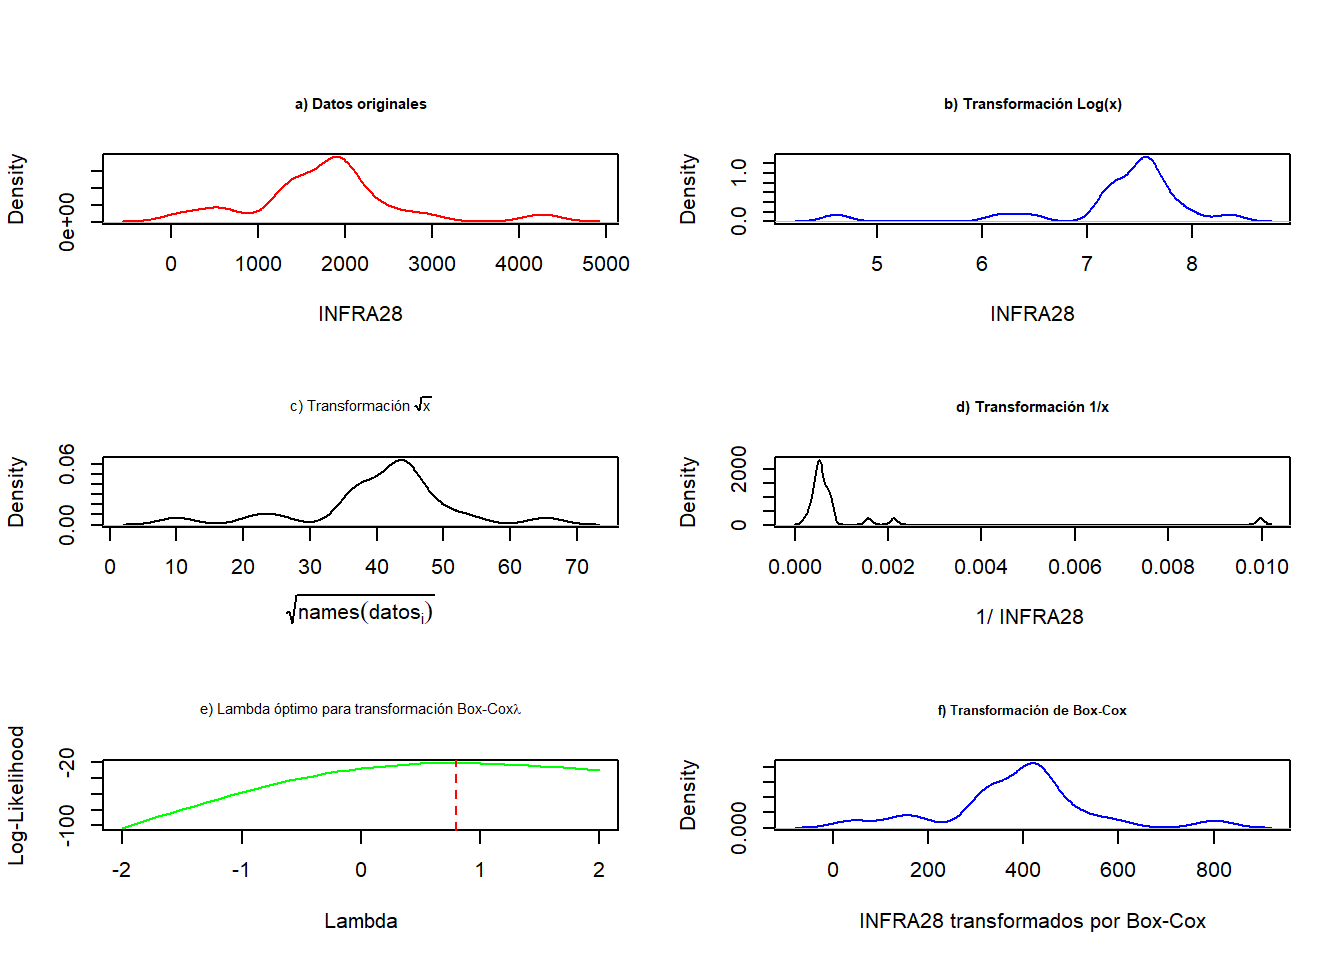 a) Datos originales
Density
0e+00
0 1000 2000 3000 4000 5000
INFRA28
b) Transformación Log(x)
Density
0.0 1.0
5 6 7 8
INFRA28
c) Transformación √x
Density
0.00 0.06
0 10 20 30 40 50 60 70
√names(datosᵢ)
d) Transformación 1/x
Density
0 2000
0.000 0.002 0.004 0.006 0.008 0.010
1/ INFRA28
e) Lambda óptimo para transformación Box-Coxλ
Log-Likelihood
-100 -20
-2 -1 0 1 2
Lambda
f) Transformación de Box-Cox
Density
0.000
0 200 400 600 800
INFRA28 transformados por Box-Cox